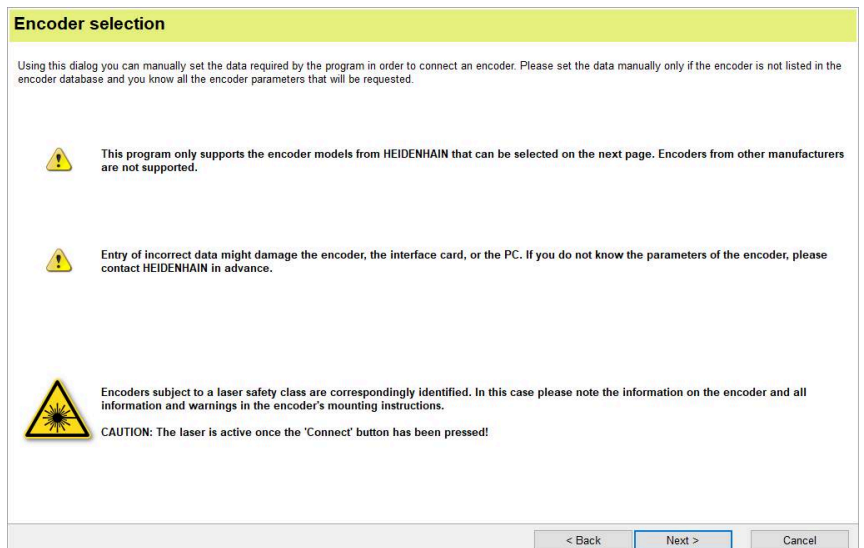 Encoder selection
Using this dialog you can manually set the data required by the program in order to connect an encoder. Please set the data manually only if the encoder is not listed in the
encoder database and you know all the encoder parameters that will be requested.
This program only supports the encoder models from HEIDENHAIN that can be selected on the next page. Encoders from other manufacturers
are not supported.
Entry of incorrect data might damage the encoder, the interface card, or the PC. If you do not know the parameters of the encoder, please
contact HEIDENHAIN in advance.
Encoders subject to a laser safety class are correspondingly identified. In this case please note the information on the encoder and all
information and warnings in the encoder's mounting instructions.
CAUTION: The laser is active once the 'Connect' button has been pressed!
< Back Next > Cancel